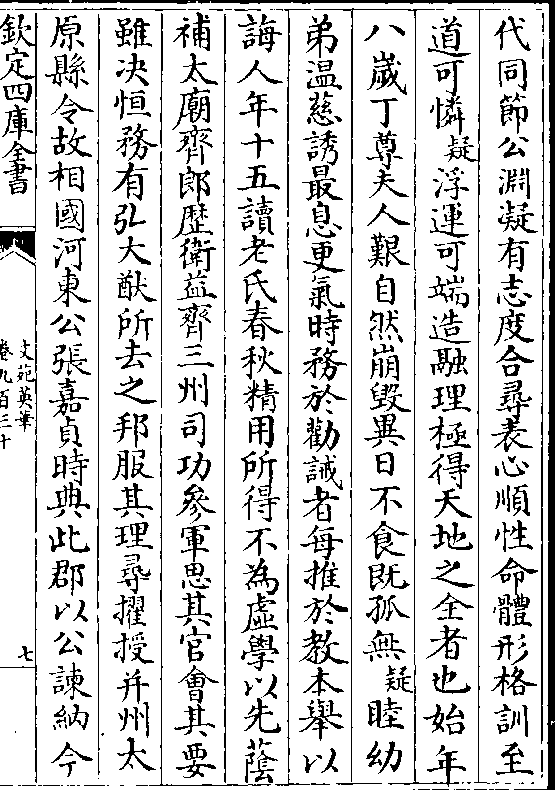 代同節公淵凝有志度合尋表心順性命體形格訓至
道可憐疑浮運可端造融理極得天地之全者也始年
八歲丁尊夫人艱自然崩毀異日不食既孤無疑睦幼
弟温慈誘最息更氣時務於勸誡者每推於教本舉以
誨人年十五讀老氏春秋精用所得不為虛學以先蔭
補太廟齊郎歴衛益齊三州司功參軍思其官會其要
雖决恒務有弘大猷所去之邦服其理尋擢授并州太
原縣令故相國河東公張嘉貞時典此郡以公諫納今
欽定四庫全書
文苑英華
卷九百三十
七